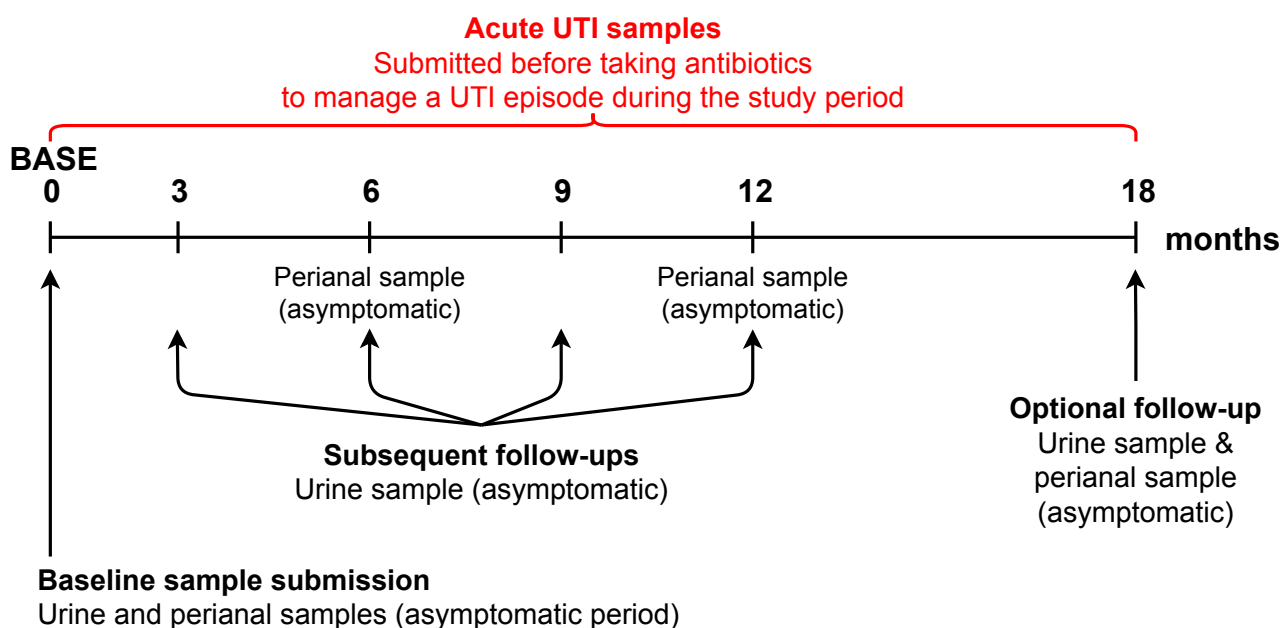 Acute UTI samples
Submitted before taking antibiotics
to manage a UTI episode during the study period
BASE
0 3 6 9 12 18
months
Perianal sample
(asymptomatic)
Perianal sample
(asymptomatic)
Subsequent follow-ups
Urine sample (asymptomatic)
Optional follow-up
Urine sample &
perianal sample
(asymptomatic)
Baseline sample submission
Urine and perianal samples (asymptomatic period)